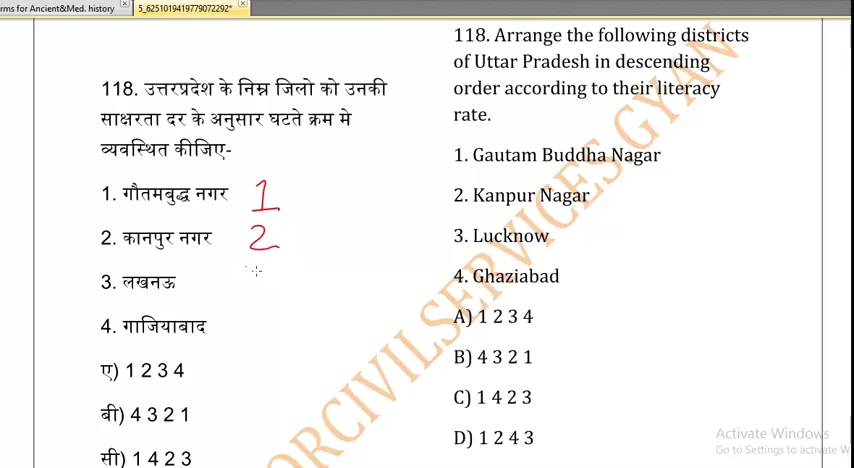 rms for Ancient&Med. history
5_6251019419779072292*
118. उत्तरप्रदेश के निम्न जिलो को उनकी
साक्षरता दर के अनुसार घटते क्रम मे
व्यवस्थित कीजिए-
1. गौतमबुद्ध नगर 1
2. कानपुर नगर 2
3. लखनऊ
4. गाजियाबाद
ए) 1 2 3 4
बी) 4 3 2 1
सी) 1 4 2 3
118. Arrange the following districts
of Uttar Pradesh in descending
order according to their literacy
rate.
1. Gautam Buddha Nagar
2. Kanpur Nagar
3. Lucknow
4. Ghaziabad
A) 1 2 3 4
B) 4 3 2 1
C) 1 4 2 3
D) 1 2 4 3
ORCIVILSERVICES GYAN
Activate Windows
Go to Settings to activate W